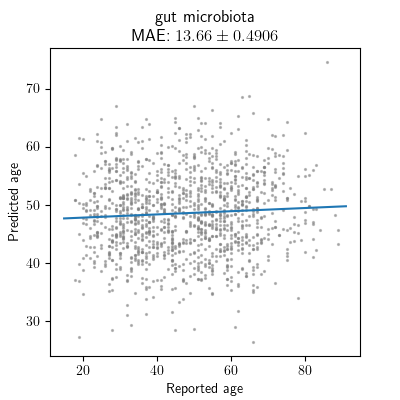 gut microbiota
MAE: 13.66 ± 0.4906
Predicted age
70
60
50
40
30
20 40 60 80
Reported age